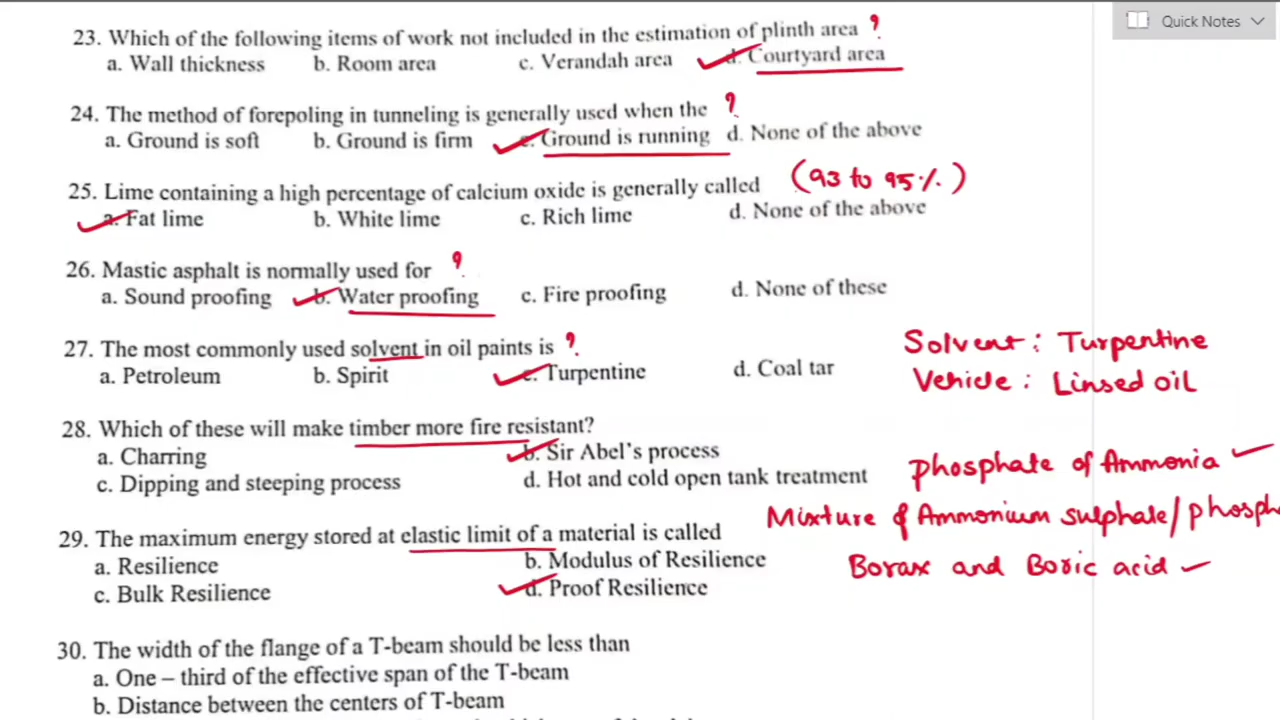 Quick Notes
23. Which of the following items of work not included in the estimation of plinth area ?
a. Wall thickness b. Room area c. Verandah area d. Courtyard area
24. The method of forepoling in tunneling is generally used when the ?
a. Ground is soft b. Ground is firm c. Ground is running d. None of the above
25. Lime containing a high percentage of calcium oxide is generally called (93 to 95%.)
a. Fat lime b. White lime c. Rich lime d. None of the above
26. Mastic asphalt is normally used for ?
a. Sound proofing b. Water proofing c. Fire proofing d. None of these
27. The most commonly used solvent in oil paints is ? Solvent : Turpentine
a. Petroleum b. Spirit c. Turpentine d. Coal tar Vehicle : Linsed oil
28. Which of these will make timber more fire resistant?
a. Charring b. Sir Abel's process phosphate of Ammonia
c. Dipping and steeping process d. Hot and cold open tank treatment
Mixture of Ammonium sulphate/phosph
29. The maximum energy stored at elastic limit of a material is called
a. Resilience b. Modulus of Resilience Borax and Boric acid
c. Bulk Resilience d. Proof Resilience
30. The width of the flange of a T-beam should be less than
a. One – third of the effective span of the T-beam
b. Distance between the centers of T-beam